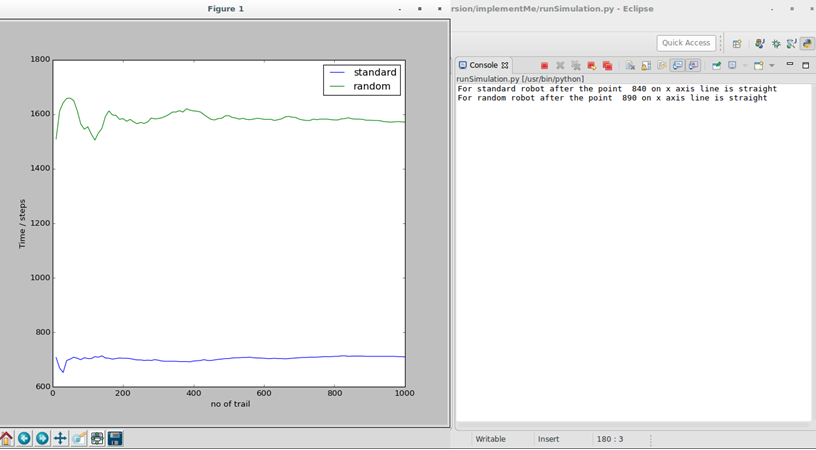 Figure 1
rsion/implementMe/runSimulation.py - Eclipse
Quick Access
1800
1600
1400
1200
1000
800
600
Time / steps
standard
random
0
200
400
600
800
1000
no of trail
Console
runSimulation.py [/usr/bin/python]
For standard robot after the point  840 on x axis line is straight
For random robot after the point  890 on x axis line is straight
Writable
Insert
180 : 3